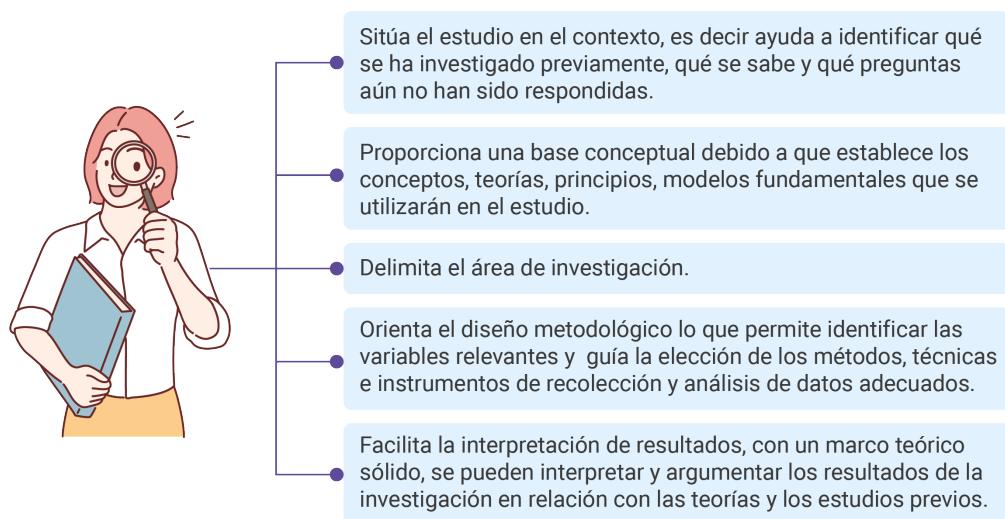 Sitúa el estudio en el contexto, es decir ayuda a identificar qué
se ha investigado previamente, qué se sabe y qué preguntas
aún no han sido respondidas.
Proporciona una base conceptual debido a que establece los
conceptos, teorías, principios, modelos fundamentales que se
utilizarán en el estudio.
Delimita el área de investigación.
Orienta el diseño metodológico lo que permite identificar las
variables relevantes y  guía la elección de los métodos, técnicas
e instrumentos de recolección y análisis de datos adecuados.
Facilita la interpretación de resultados, con un marco teórico
sólido, se pueden interpretar y argumentar los resultados de la
investigación en relación con las teorías y los estudios previos.